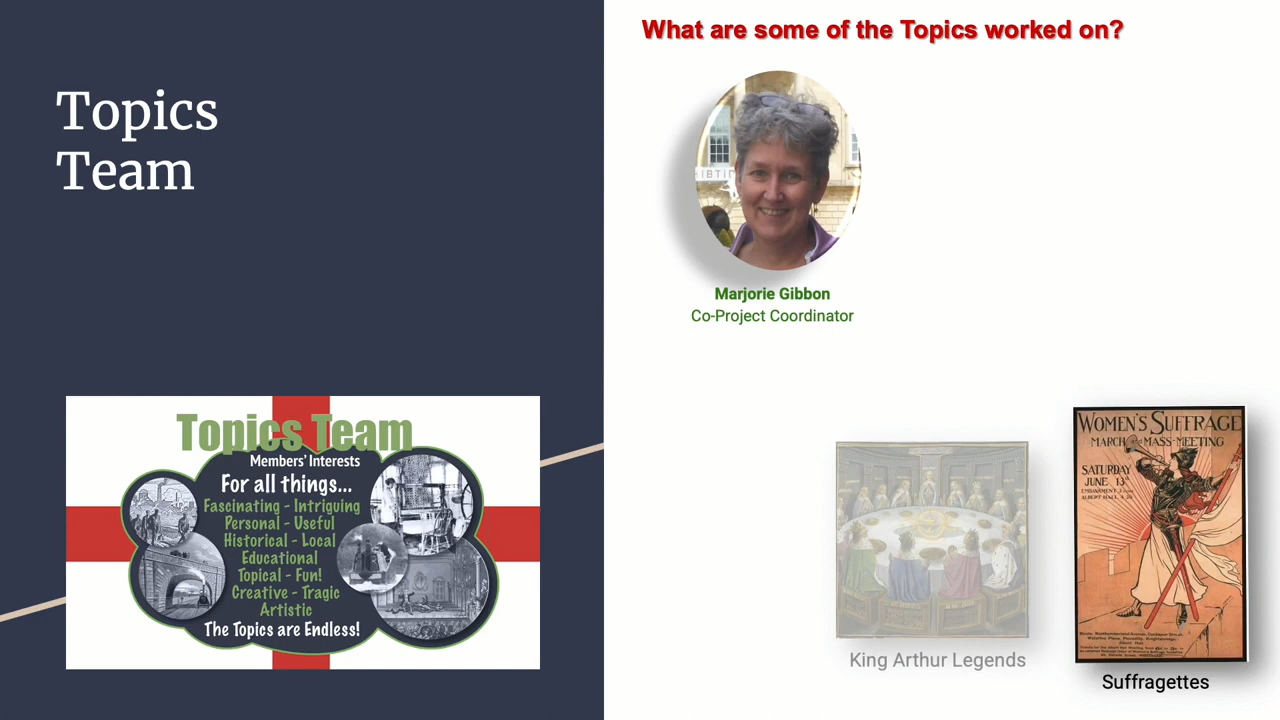 Topics
Team
What are some of the Topics worked on?
Marjorie Gibbon
Co-Project Coordinator
Topics Team
Members' Interests
For all things...
Fascinating - Intriguing
Personal - Useful
Historical - Local
Educational
Topical - Fun!
Creative - Tragic
Artistic
The Topics are Endless!
King Arthur Legends
WOMEN'S SUFFRAGE
MARCH and MASS-MEETING
SATURDAY
JUNE 13th
Suffragettes